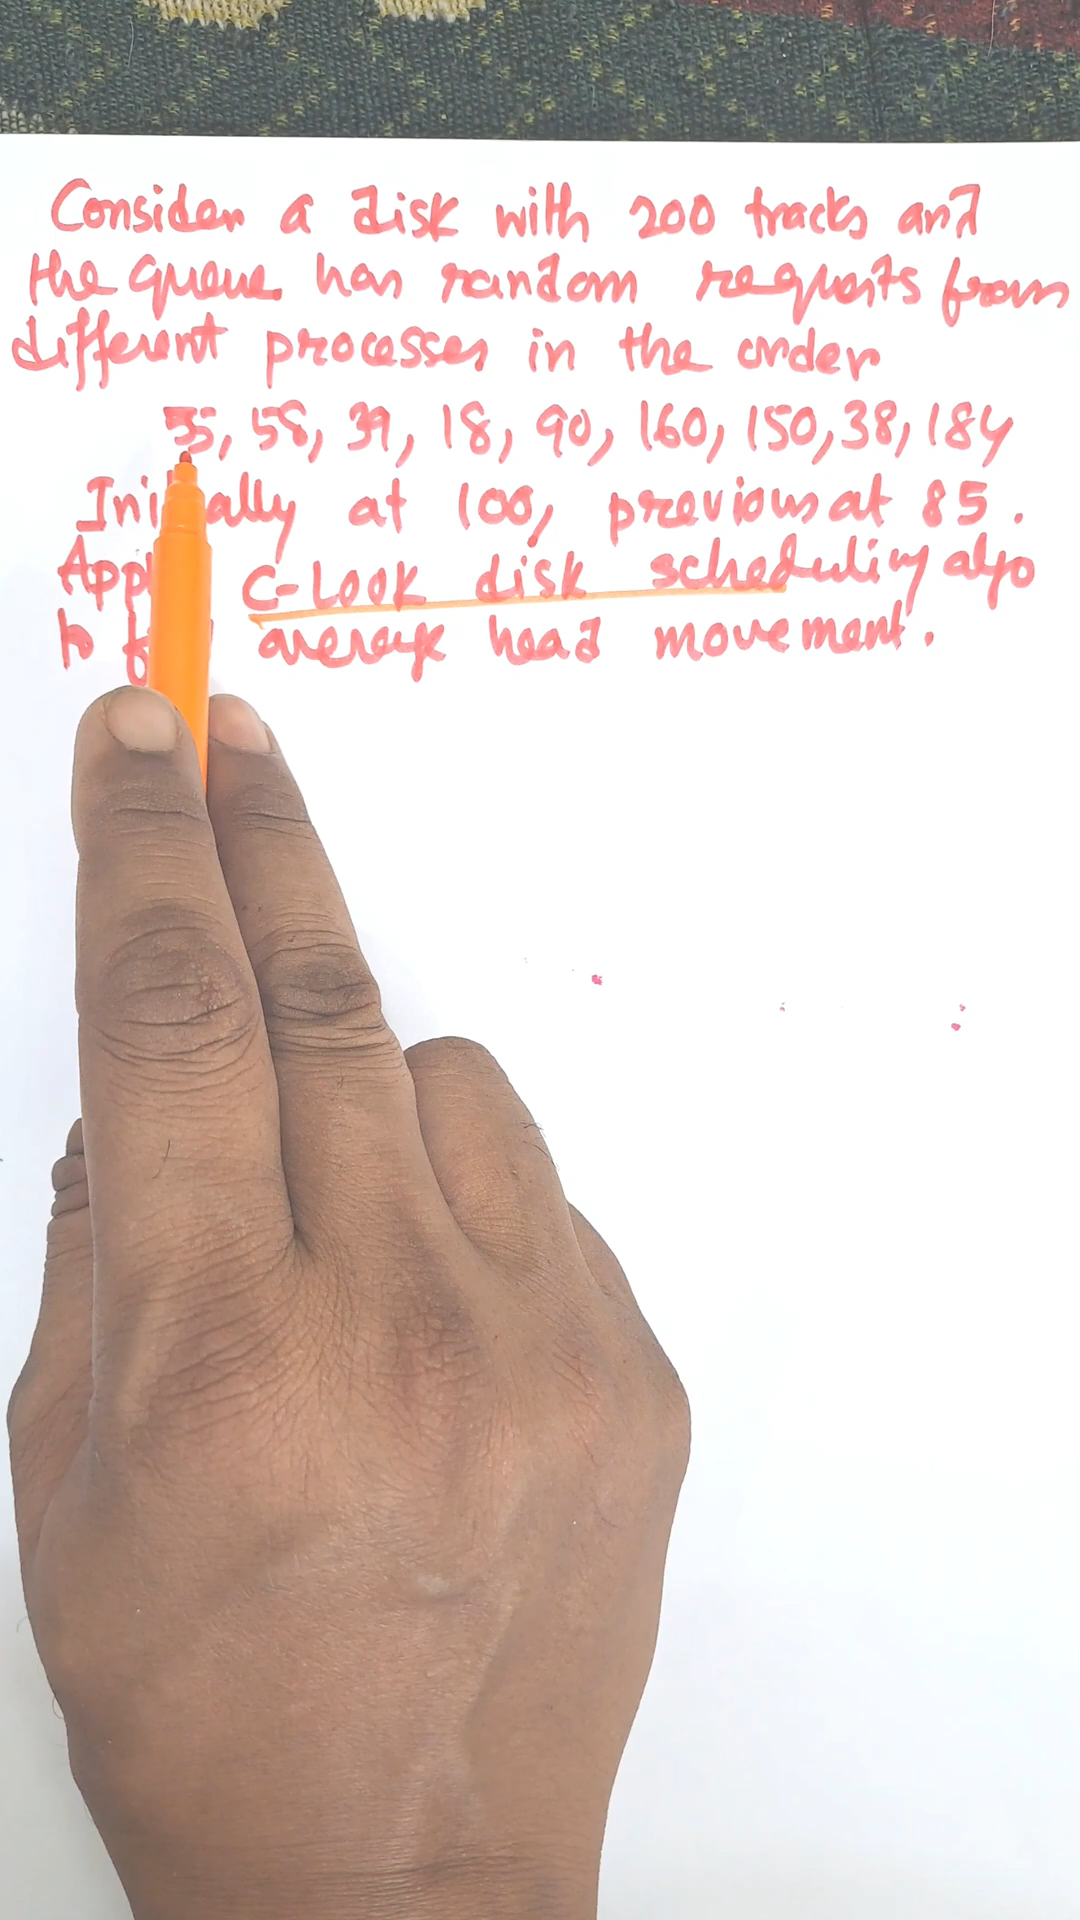 Consider a disk with 200 tracks and
the queue has random requests from
different processes in the order
55, 58, 39, 18, 90, 160, 150, 38, 184
at 100, previous at 85.
C-Look disk scheduling algo
to average head movement.